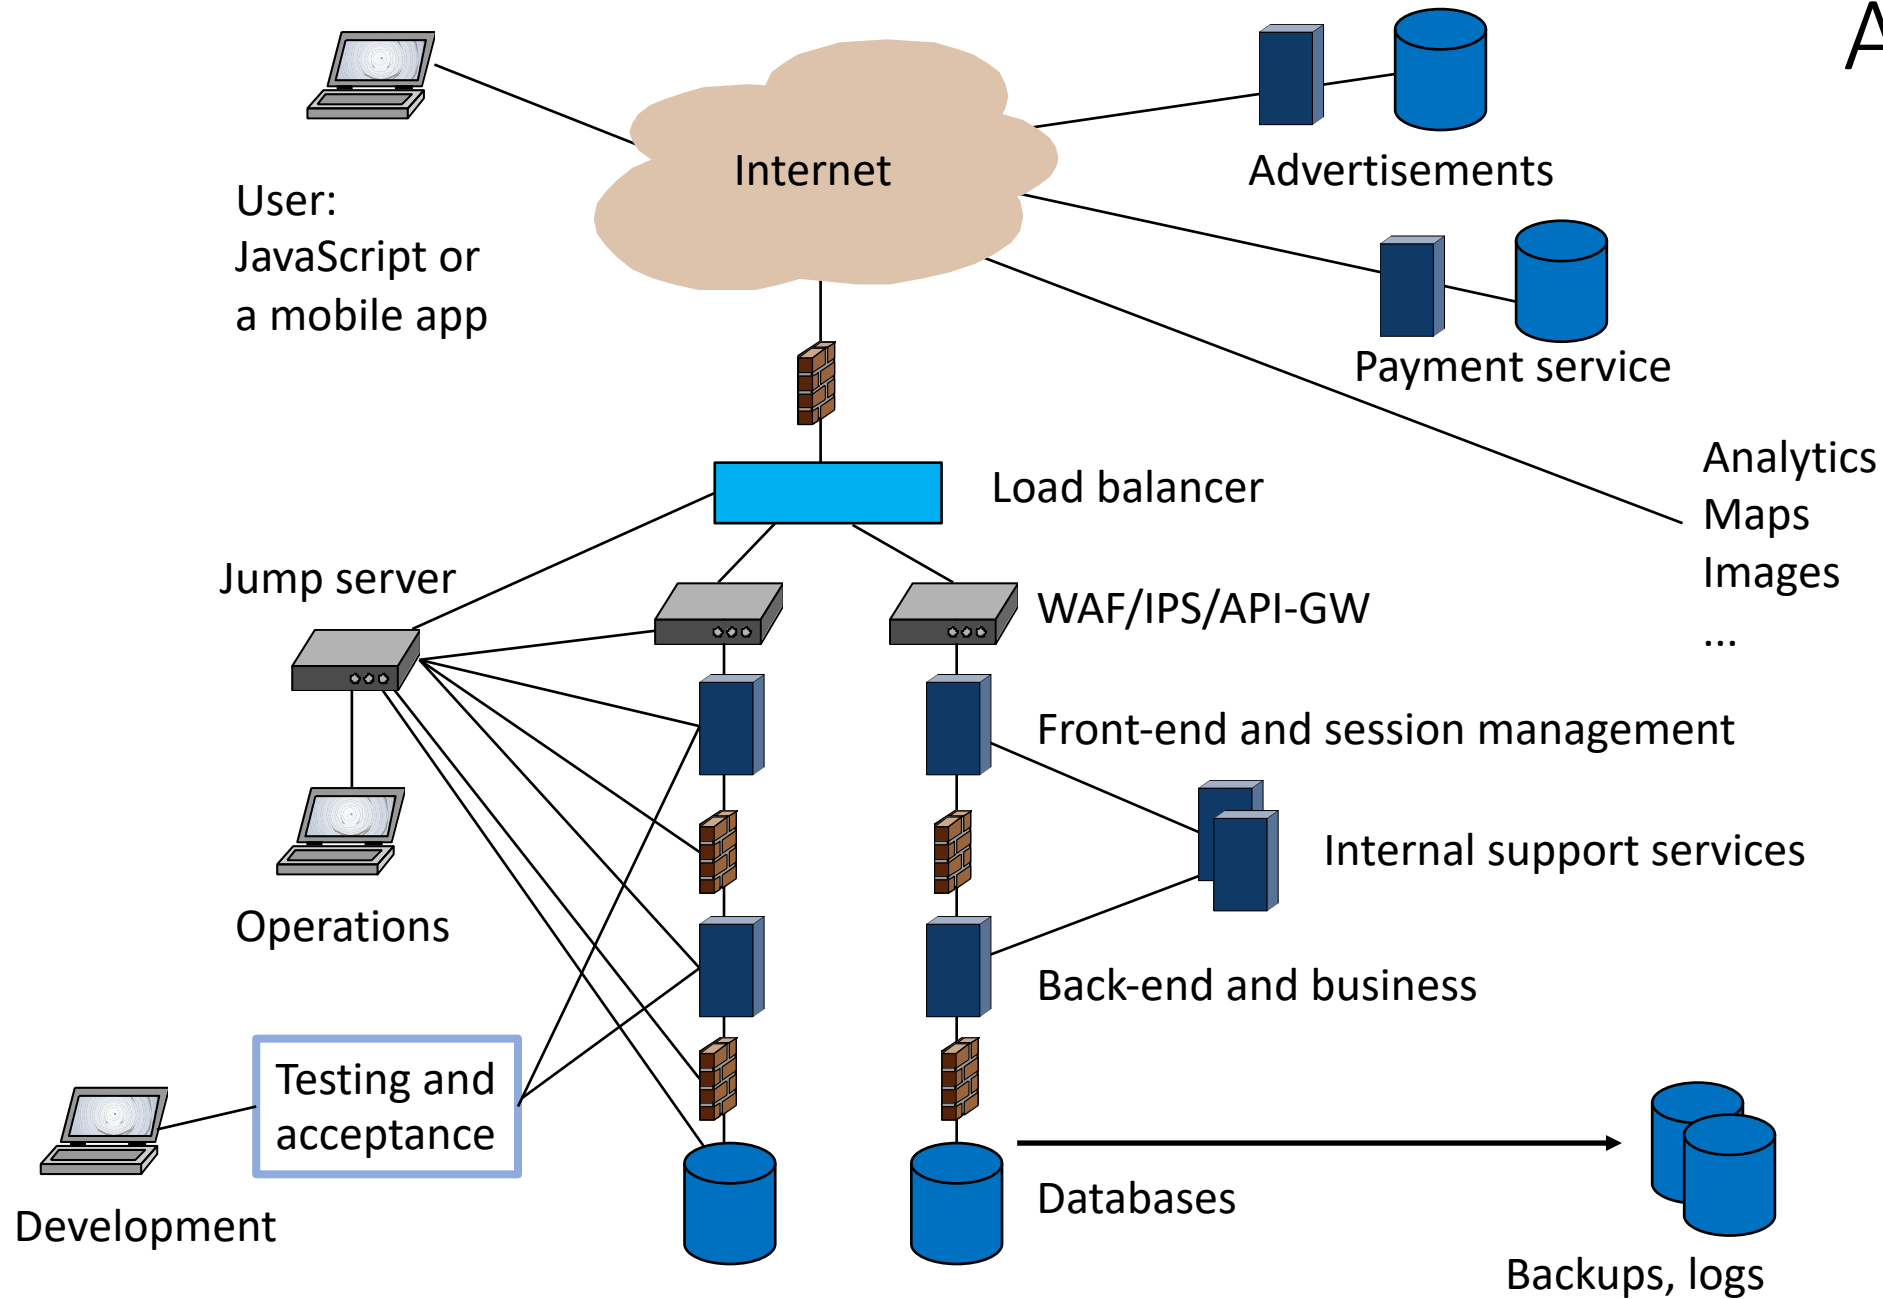 A
Internet
Advertisements
User:
JavaScript or
a mobile app
Payment service
Analytics
Maps
Images
...
Load balancer
Jump server
WAF/IPS/API-GW
Front-end and session management
Internal support services
Operations
Back-end and business
Testing and
acceptance
Development
Databases
Backups, logs